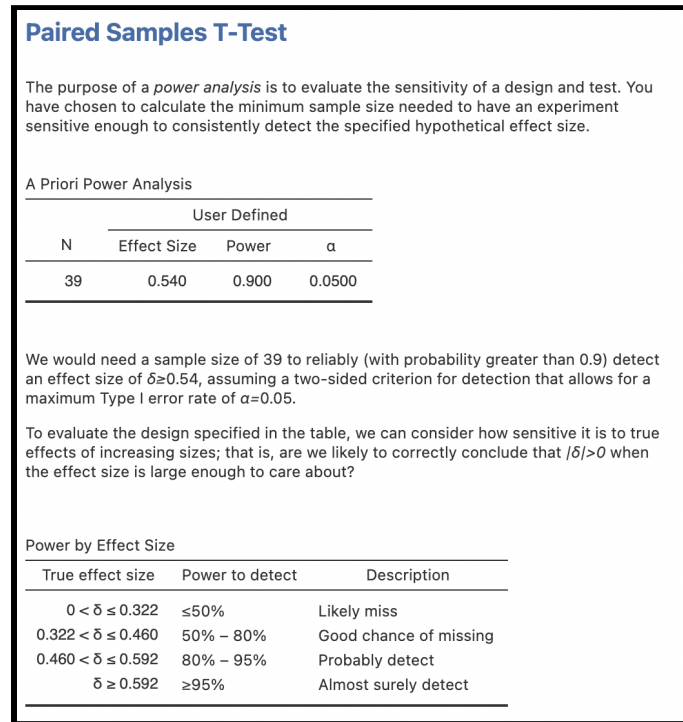 Paired Samples T-Test
The purpose of a power analysis is to evaluate the sensitivity of a design and test. You
have chosen to calculate the minimum sample size needed to have an experiment
sensitive enough to consistently detect the specified hypothetical effect size.
A Priori Power Analysis
User Defined
N Effect Size Power α
39 0.540 0.900 0.0500
We would need a sample size of 39 to reliably (with probability greater than 0.9) detect
an effect size of δ≥0.54, assuming a two-sided criterion for detection that allows for a
maximum Type I error rate of α=0.05.
To evaluate the design specified in the table, we can consider how sensitive it is to true
effects of increasing sizes; that is, are we likely to correctly conclude that |δ|>0 when
the effect size is large enough to care about?
Power by Effect Size
True effect size Power to detect Description
0 < δ ≤ 0.322 ≤50% Likely miss
0.322 < δ ≤ 0.460 50% – 80% Good chance of missing
0.460 < δ ≤ 0.592 80% – 95% Probably detect
δ ≥ 0.592 ≥95% Almost surely detect